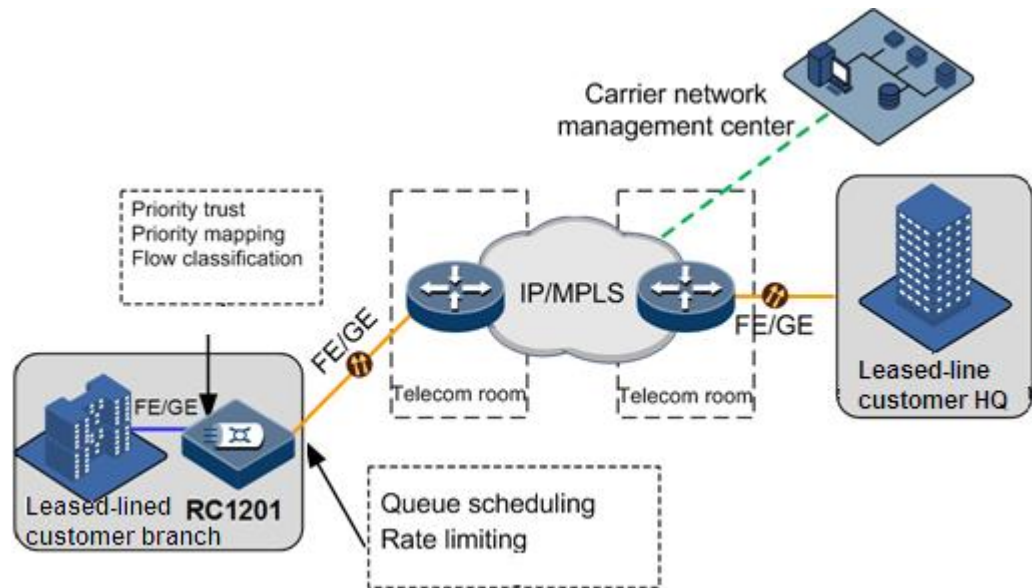 Carrier network
management center
Priority trust
Priority mapping
Flow classification
IP/MPLS
FE/GE
FE/GE
Telecom room
Telecom room
Leased-line
customer HQ
FE/GE
Leased-lined
customer branch
RC1201
Queue scheduling
Rate limiting